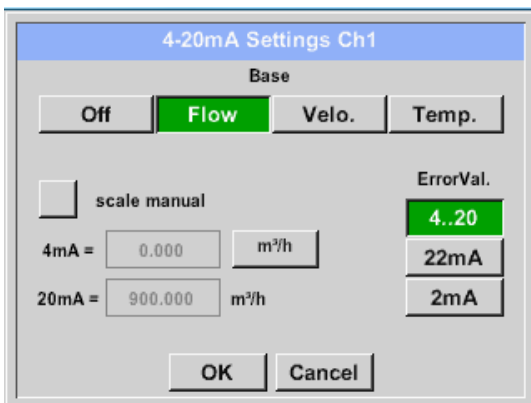 4-20mA Settings Ch1
Base
Off Flow Velo. Temp.
scale manual
4mA = 0.000 m³/h
20mA = 900.000 m³/h
ErrorVal.
4..20
22mA
2mA
OK Cancel